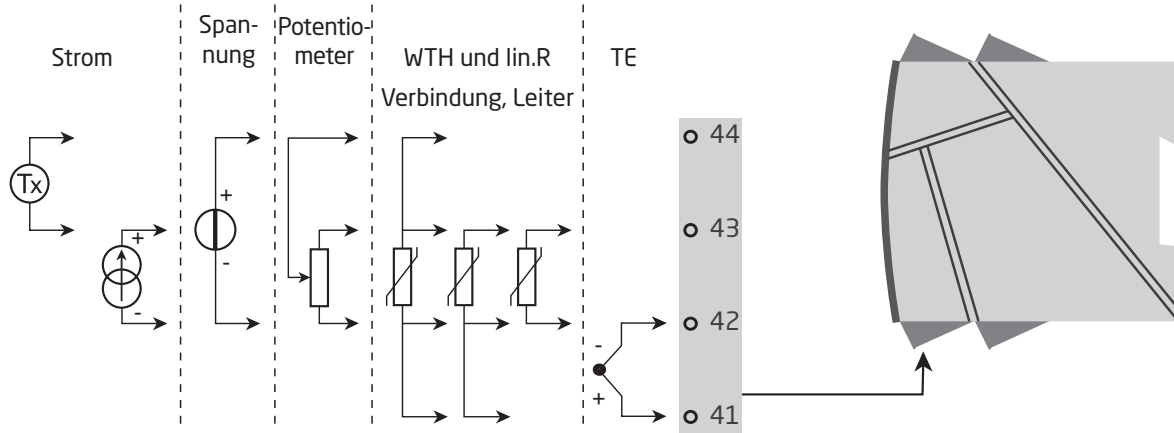 Strom
Span-
nung
Potentio-
meter
WTH und lin.R
Verbindung, Leiter
TE
Tx
+
-
+
-
-
+
44
43
42
41